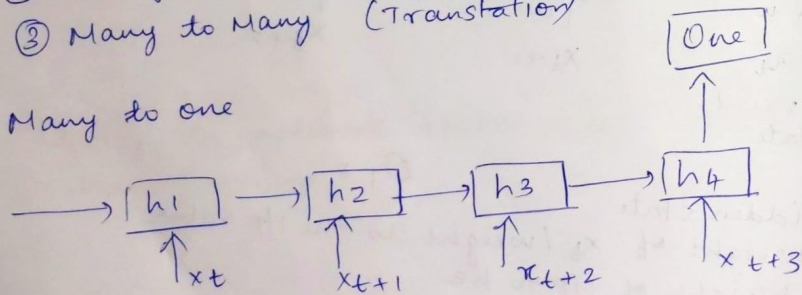 ③ Many to Many (Translation)
One
Many to one
h1 h2 h3 h4
xt xt+1 xt+2 xt+3